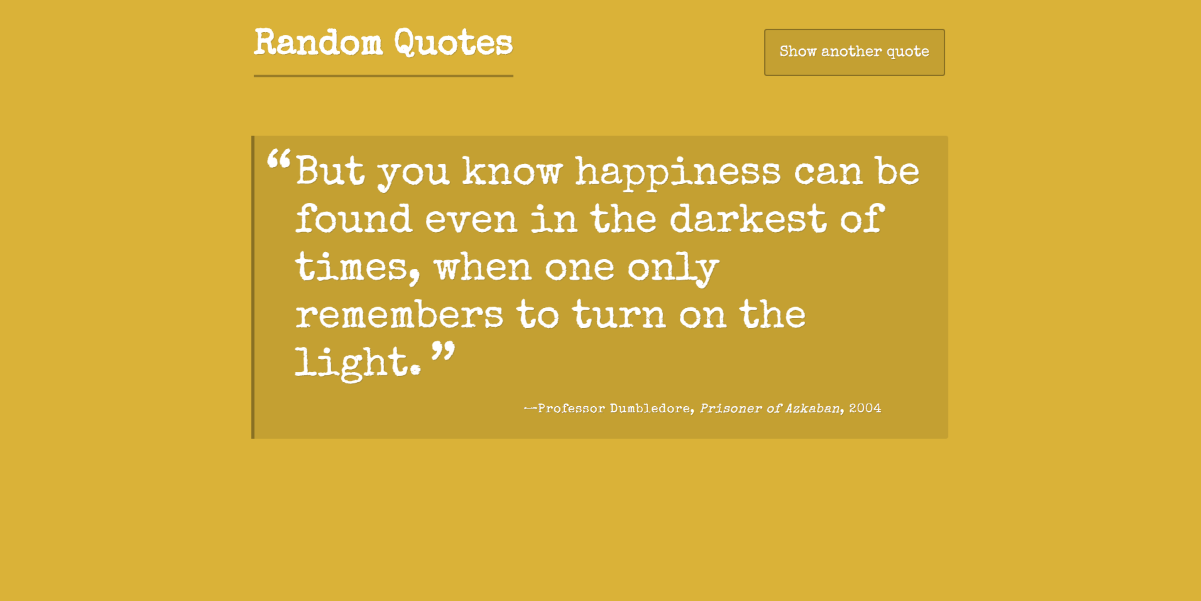 Random Quotes
Show another quote
“But you know happiness can be
found even in the darkest of
times, when one only
remembers to turn on the
light.”
—Professor Dumbledore, Prisoner of Azkaban, 2004